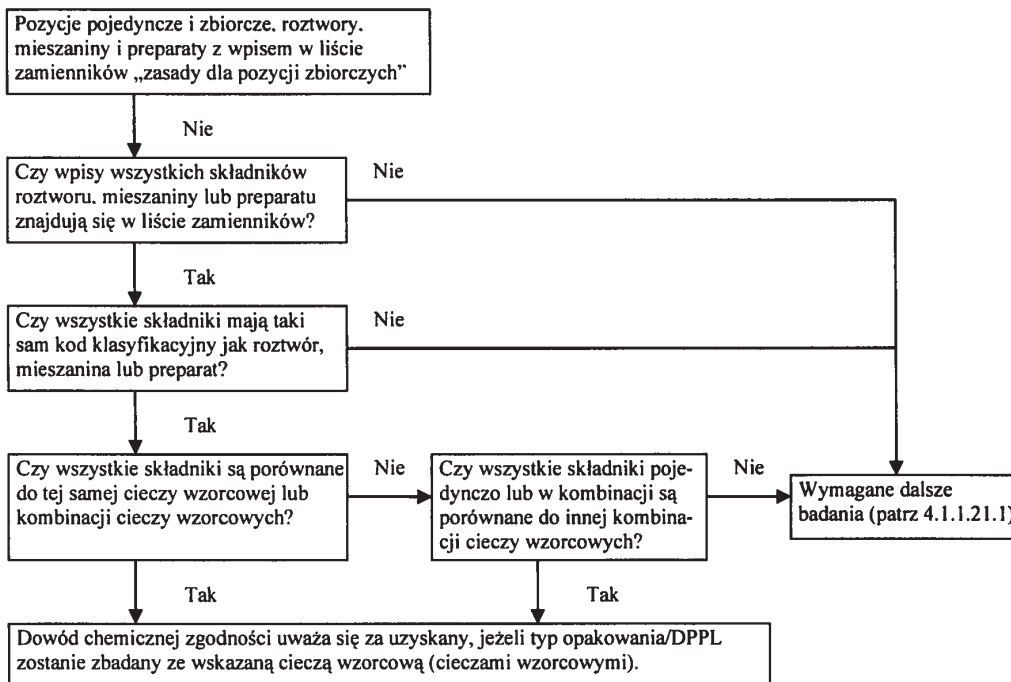 Pozycje pojedyncze i zbiorcze, roztwory,
mieszaniny i preparaty z wpisem w liście
zamienników „zasady dla pozycji zbiorczych”
Nie
Czy wpisy wszystkich składników
roztworu, mieszaniny lub preparatu
znajdują się w liście zamienników?
Nie
Tak
Czy wszystkie składniki mają taki
sam kod klasyfikacyjny jak roztwór,
mieszanina lub preparat?
Nie
Tak
Czy wszystkie składniki są porównane
do tej samej cieczy wzorcowej lub
kombinacji cieczy wzorcowych?
Nie
Czy wszystkie składniki poje-
dynczo lub w kombinacji są
porównane do innej kombina-
cji cieczy wzorcowych?
Nie
Wymagane dalsze
badania (patrz 4.1.1.21.1)
Tak
Tak
Dowód chemicznej zgodności uważa się za uzyskany, jeżeli typ opakowania/DPPL
zostanie zbadany ze wskazaną cieczą wzorcową (cieczami wzorcowymi).